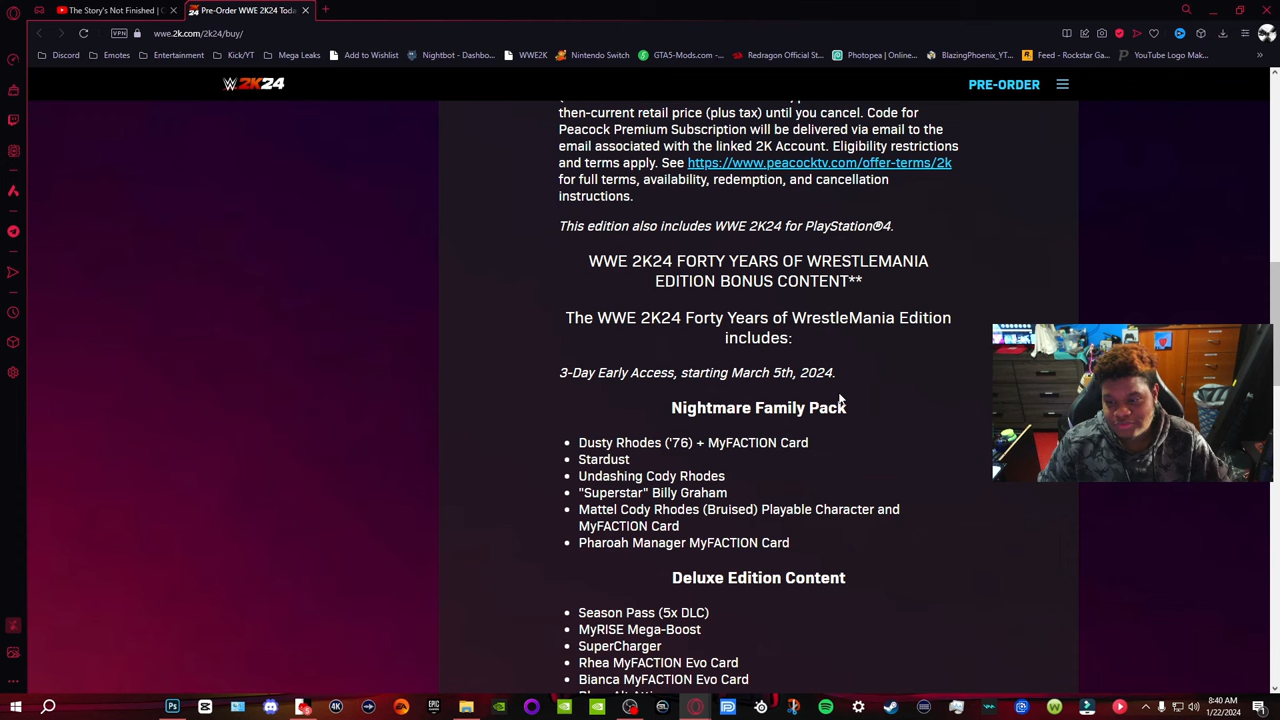 The Story's Not Finished | C
Pre-Order WWE 2K24 Toda
VPN
www.2k.com/2k24/buy/
Discord
Emotes
Entertainment
Kick/YT
Mega Leaks
Add to Wishlist
Nightbot - Dashbo...
WWE2K
Nintendo Switch
GTA5-Mods.com -...
Redragon Official St...
Photopea | Online...
BlazingPhoenix_YT...
Feed - Rockstar Ga...
YouTube Logo Mak...
W 2K24
PRE-ORDER
then-current retail price (plus tax) until you cancel. Code for
Peacock Premium Subscription will be delivered via email to the
email associated with the linked 2K Account. Eligibility restrictions
and terms apply. See https://www.peacocktv.com/offer-terms/2k
for full terms, availability, redemption, and cancellation
instructions.
This edition also includes WWE 2K24 for PlayStation®4.
WWE 2K24 FORTY YEARS OF WRESTLEMANIA
EDITION BONUS CONTENT**
The WWE 2K24 Forty Years of WrestleMania Edition
includes:
3-Day Early Access, starting March 5th, 2024.
Nightmare Family Pack
• Dusty Rhodes ('76) + MyFACTION Card
• Stardust
• Undashing Cody Rhodes
• "Superstar" Billy Graham
• Mattel Cody Rhodes (Bruised) Playable Character and
MyFACTION Card
• Pharoah Manager MyFACTION Card
Deluxe Edition Content
• Season Pass (5x DLC)
• MyRISE Mega-Boost
• SuperCharger
• Rhea MyFACTION Evo Card
• Bianca MyFACTION Evo Card
8:40 AM
1/22/2024